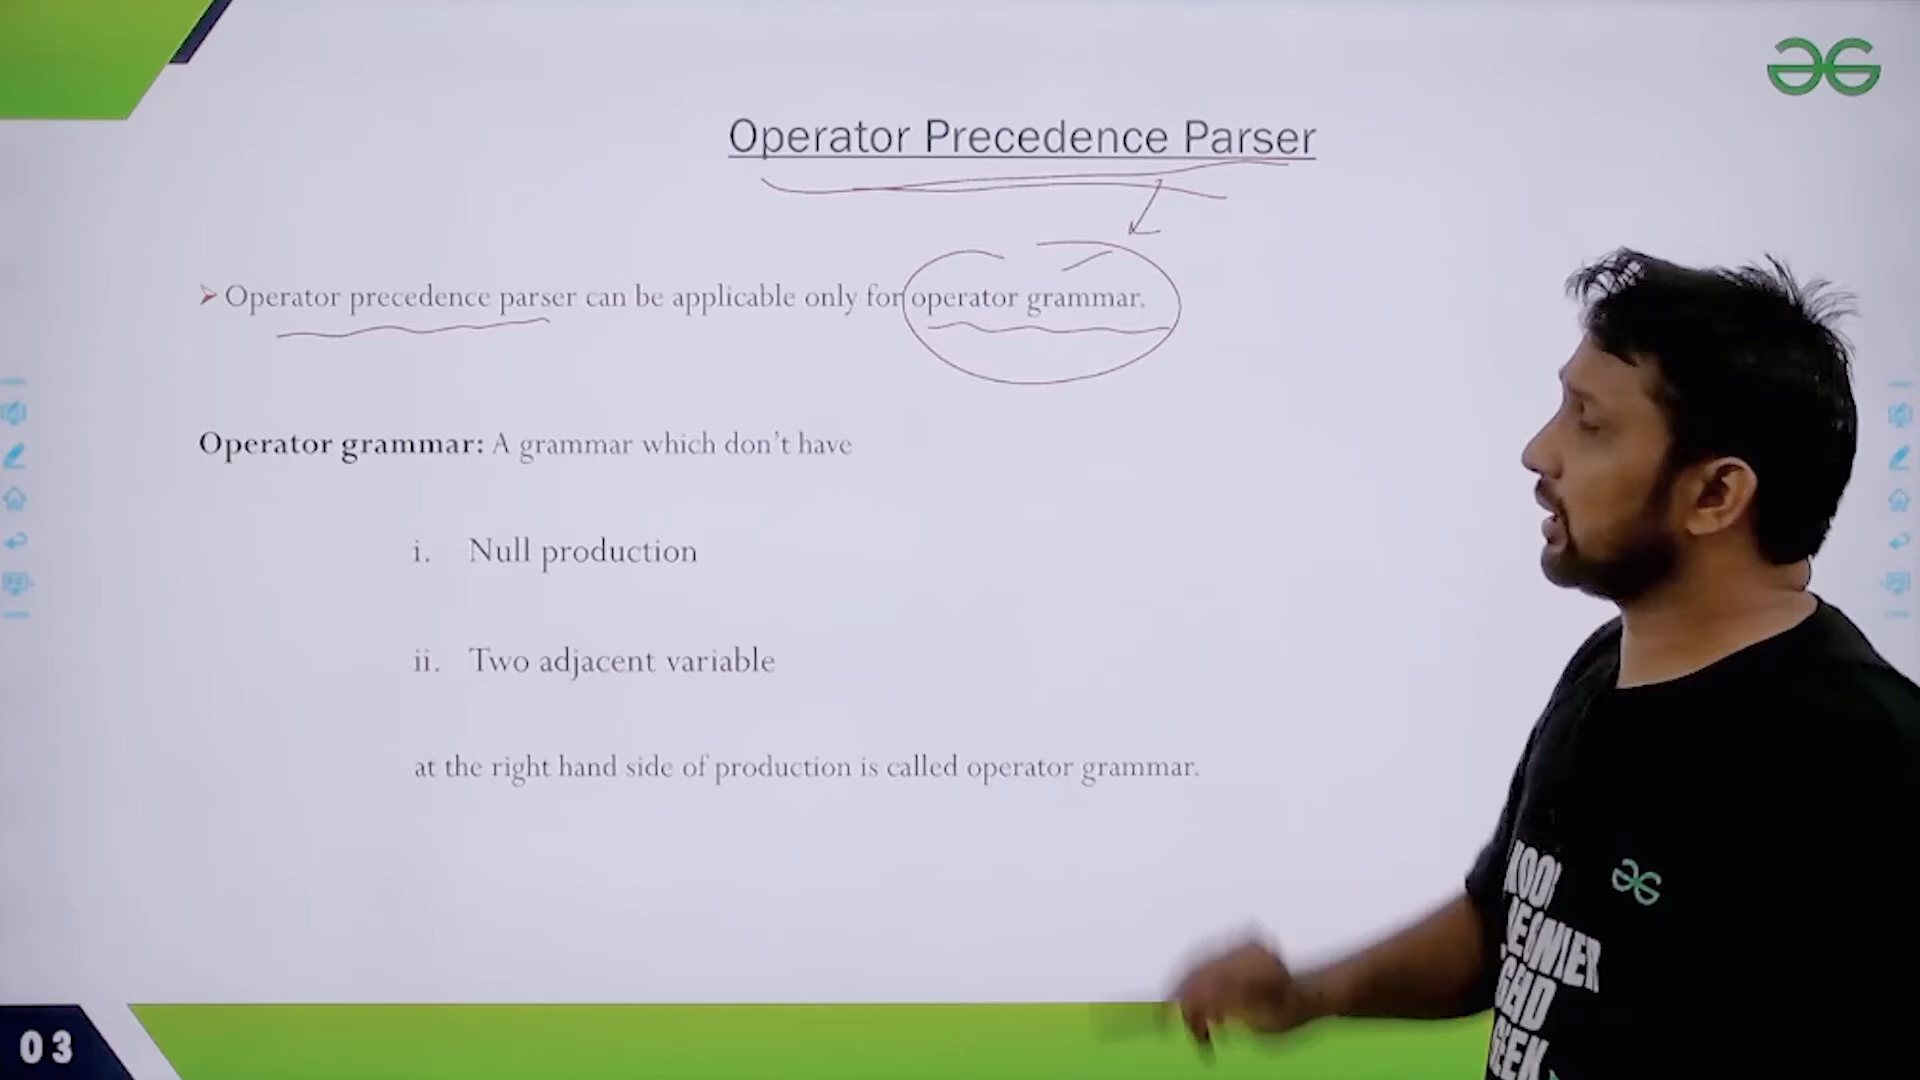 Operator Precedence Parser
Operator precedence parser can be applicable only for operator grammar.
Operator grammar: A grammar which don't have
i. Null production
ii. Two adjacent variable
at the right hand side of production is called operator grammar.
03